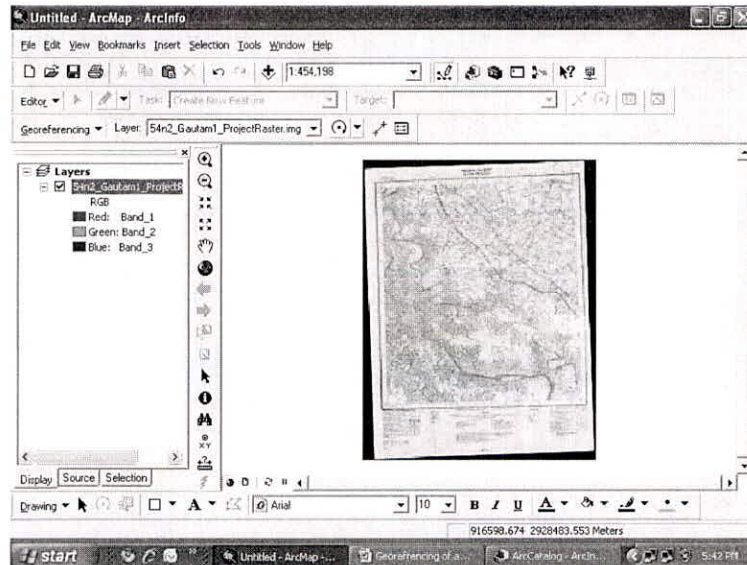 Untitled - ArcMap - ArcInfo
File Edit View Bookmarks Insert Selection Tools Window Help
1:454,198
Editor Task: Create New Feature Target:
Georeferencing Layer: 54n2_Gautam1_ProjectRaster.img
Layers
54n2_Gautam1_ProjectR
RGB
Red: Band_1
Green: Band_2
Blue: Band_3
Display Source Selection
Drawing A Arial 10 B I U A
916598.674 2928483.553 Meters
start Untitled - ArcMap -... Georefrencing of a... ArcCatalog - ArcIn... 5:42 PM